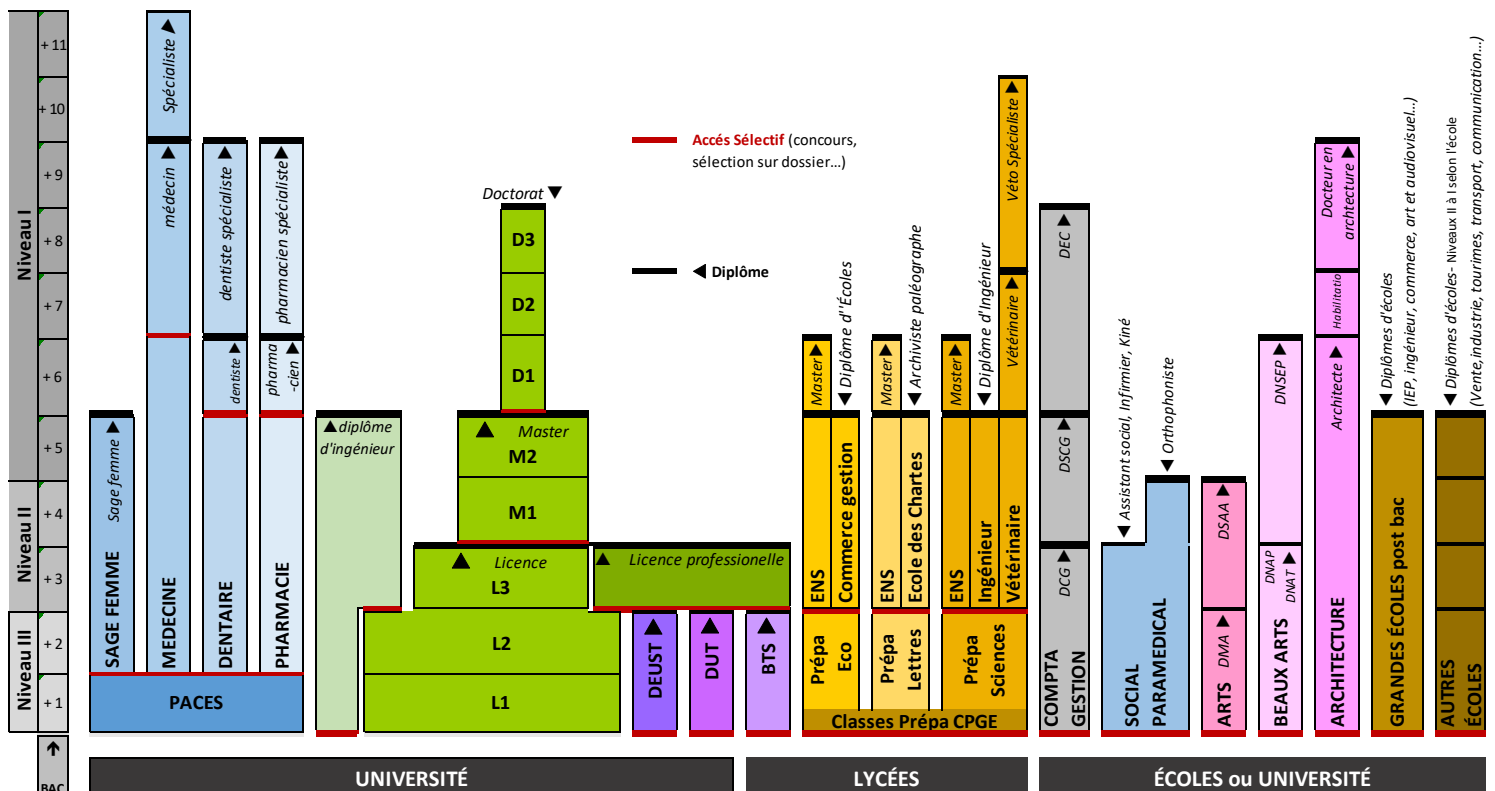 Niveau I
Niveau II
Niveau III
+ 11
+ 10
+ 9
+ 8
+ 7
+ 6
+ 5
+ 4
+ 3
+ 2
+ 1
↑
BAC
SAGE FEMME Sage femme ▲
MEDECINE
médecin ▲
Spécialiste ▲
DENTAIRE
dentiste ▲
dentiste spécialiste ▲
PHARMACIE
pharma
-cien ▲
pharmacien spécialiste ▲
PACES
▲diplôme
d'ingénieur
Doctorat ▼
D3
D2
D1
▲ Master
M2
M1
▲ Licence
L3
L2
L1
▲ Licence professionelle
DEUST ▲
DUT ▲
BTS ▲
Accés Sélectif (concours,
sélection sur dossier…)
◄ Diplôme
Master ▲
▼ Diplôme d''Écoles
ENS
Commerce gestion
Prépa
Eco
Master ▲
▼ Archiviste paléographe
ENS
Ecole des Chartes
Prépa
Lettres
Master ▲
▼ Diplôme d'Ingénieur
ENS
Ingénieur
Vétérinaire
Vétérinaire ▲
Véto Spécialiste ▲
Prépa
Sciences
Classes Prépa CPGE
COMPTA
GESTION
DCG ▲
DSCG ▲
DEC ▲
▼ Assistant social, Infirmier, Kiné
▼ Orthophoniste
SOCIAL
PARAMEDICAL
ARTS DMA ▲
DSAA ▲
BEAUX ARTS
DNAP
DNAT ▲
DNSEP ▲
ARCHITECTURE
Architecte ▲
Habilitatio
Docteur en
archtecture ▲
GRANDES ÉCOLES post bac
▼ Diplômes d'écoles
(IEP, ingénieur, commerce, art et audiovisuel…)
AUTRES
ÉCOLES
▼ Diplômes d'écoles- Niveaux II à I selon l'école
(Vente, industrie, tourimes, transport, communication…)
UNIVERSITÉ
LYCÉES
ÉCOLES ou UNIVERSITÉ